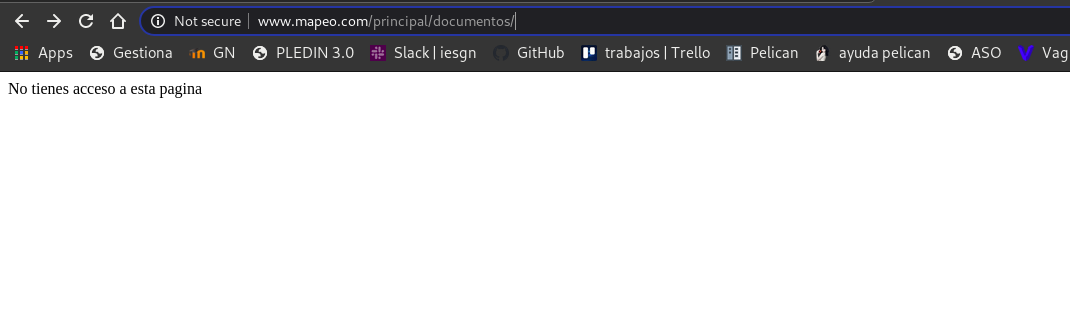 Not secure www.mapeo.com/principal/documentos/
Apps Gestiona GN PLEDIN 3.0 Slack | iesgn GitHub trabajos | Trello Pelican ayuda pelican ASO Vag
No tienes acceso a esta pagina